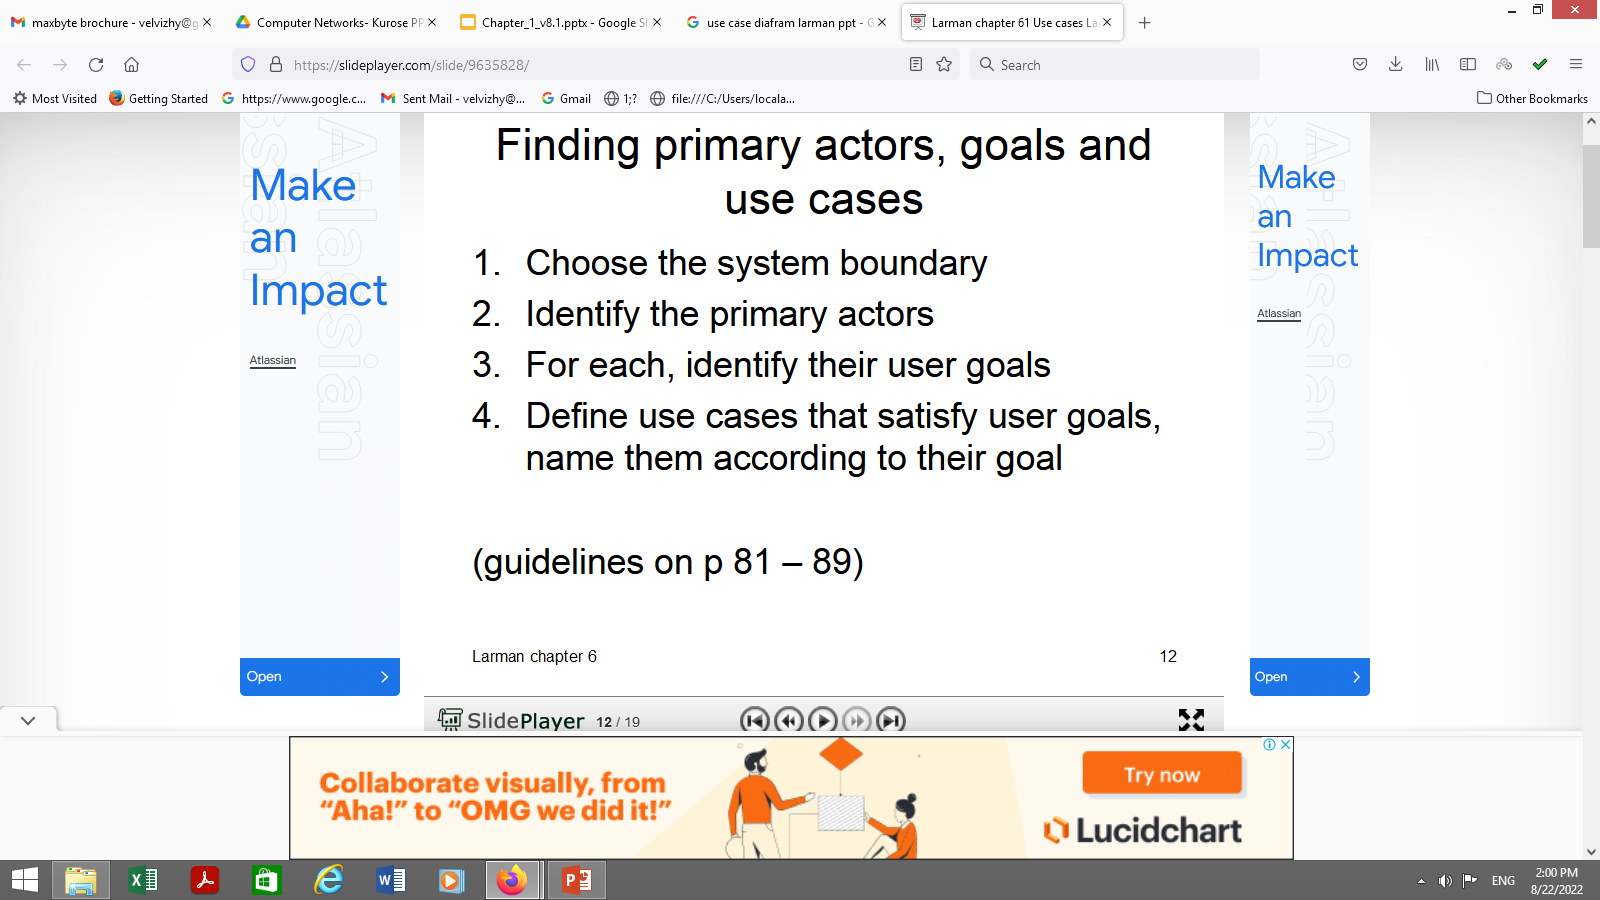 maxbyte brochure - velvizhy@g
Computer Networks- Kurose PP
Chapter_1_v8.1.pptx - Google Sli
use case diafram larman ppt - G
Larman chapter 61 Use cases La
https://slideplayer.com/slide/9635828/
Search
Most Visited
Getting Started
https://www.google.c...
Sent Mail - velvizhy@...
Gmail
1;?
file:///C:/Users/locala...
Other Bookmarks
Make
an
Impact
Atlassian
Atlassian
Open
Finding primary actors, goals and
use cases
1. Choose the system boundary
2. Identify the primary actors
3. For each, identify their user goals
4. Define use cases that satisfy user goals,
name them according to their goal
(guidelines on p 81 – 89)
Larman chapter 6
12
Make
an
Impact
Atlassian
Atlassian
Open
SlidePlayer
12 / 19
Collaborate visually, from
“Aha!” to “OMG we did it!”
Try now
Lucidchart
ENG
2:00 PM
8/22/2022